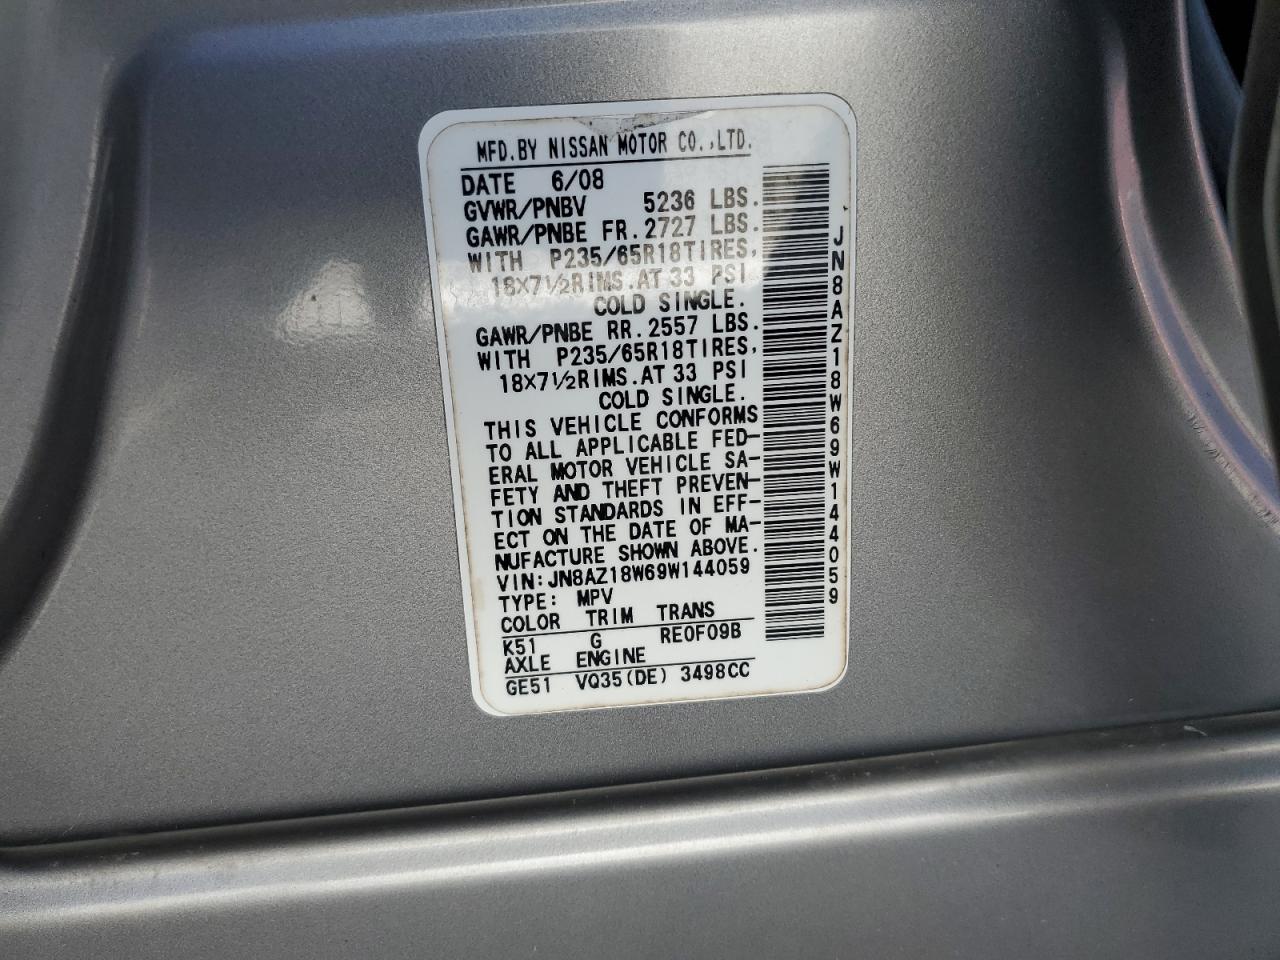 MFD.BY NISSAN MOTOR CO.,LTD.
DATE 6/08
GVWR/PNBV 5236 LBS.
GAWR/PNBE FR.2727 LBS.
WITH P235/65R18TIRES,
18X7½RIMS.AT 33 PSI
COLD SINGLE.
GAWR/PNBE RR.2557 LBS.
WITH P235/65R18TIRES,
18X7½RIMS.AT 33 PSI
COLD SINGLE.
THIS VEHICLE CONFORMS
TO ALL APPLICABLE FED-
ERAL MOTOR VEHICLE SA-
FETY AND THEFT PREVEN-
TION STANDARDS IN EFF-
ECT ON THE DATE OF MA-
NUFACTURE SHOWN ABOVE.
VIN:JN8AZ18W69W144059
TYPE: MPV
COLOR TRIM TRANS
K51 G RE0F09B
AXLE ENGINE
GE51 VQ35(DE) 3498CC
JN8AZ18W69W144059